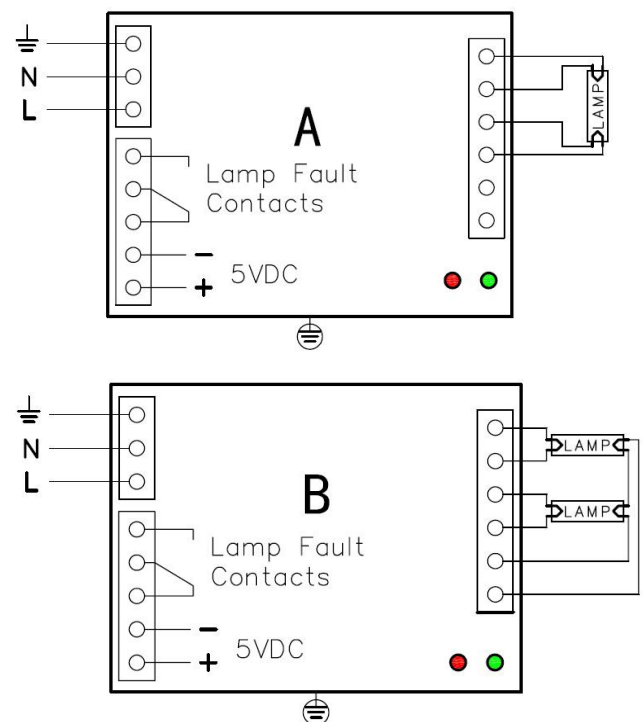 N
L
A
Lamp Fault
Contacts
- 5VDC
+
LAMP
N
L
B
Lamp Fault
Contacts
- 5VDC
+
LAMP
LAMP